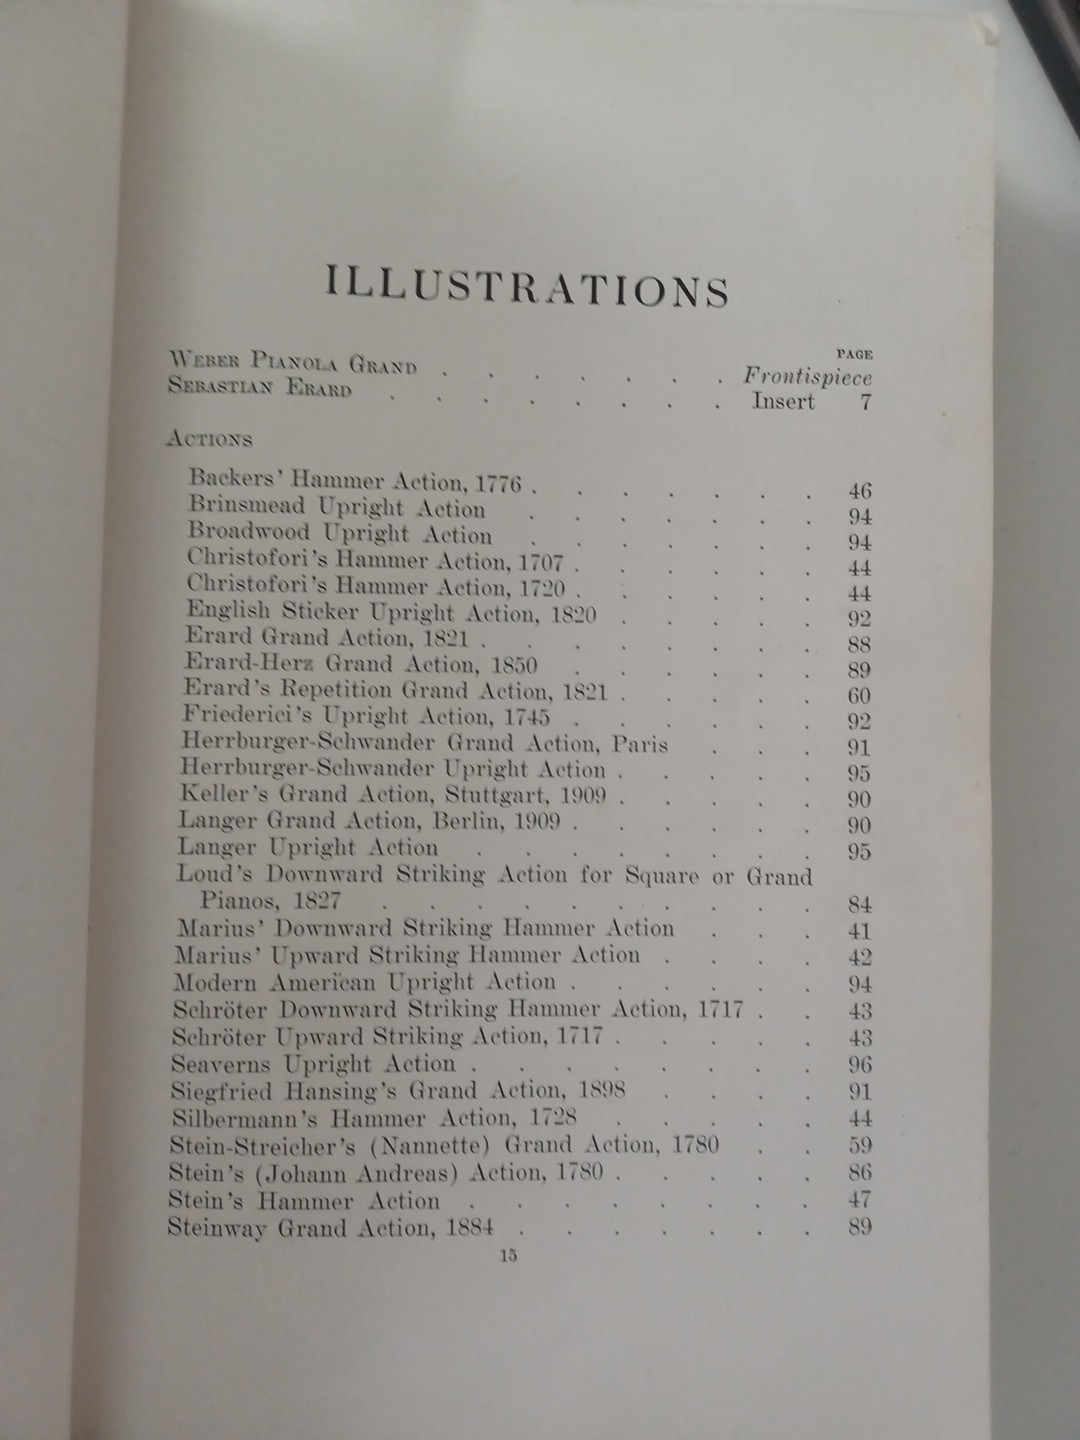 ILLUSTRATIONS
PAGE
WEBER PIANOLA GRAND . . . . . . . Frontispiece
SEBASTIAN ERARD . . . . . . . . Insert 7
ACTIONS
Backers' Hammer Action, 1776 . . . . . . . 46
Brinsmead Upright Action . . . . . . . 94
Broadwood Upright Action . . . . . . . 94
Christofori's Hammer Action, 1707 . . . . . . 44
Christofori's Hammer Action, 1720 . . . . . . 44
English Sticker Upright Action, 1820 . . . . . 92
Erard Grand Action, 1821 . . . . . . . . 88
Erard-Herz Grand Action, 1850 . . . . . . 89
Erard's Repetition Grand Action, 1821 . . . . . 60
Friederici's Upright Action, 1745 . . . . . . 92
Herrburger-Schwander Grand Action, Paris . . . 91
Herrburger-Schwander Upright Action . . . . . 95
Keller's Grand Action, Stuttgart, 1909 . . . . . 90
Langer Grand Action, Berlin, 1909 . . . . . . 90
Langer Upright Action . . . . . . . . 95
Loud's Downward Striking Action for Square or Grand
Pianos, 1827 . . . . . . . . . . 84
Marius' Downward Striking Hammer Action . . . 41
Marius' Upward Striking Hammer Action . . . . 42
Modern American Upright Action . . . . . . 94
Schröter Downward Striking Hammer Action, 1717 . . 43
Schröter Upward Striking Action, 1717 . . . . . 43
Seaverns Upright Action . . . . . . . . 96
Siegfried Hansing's Grand Action, 1898 . . . . 91
Silbermann's Hammer Action, 1728 . . . . . 44
Stein-Streicher's (Nannette) Grand Action, 1780 . . 59
Stein's (Johann Andreas) Action, 1780 . . . . . 86
Stein's Hammer Action . . . . . . . . 47
Steinway Grand Action, 1884 . . . . . . . 89
15